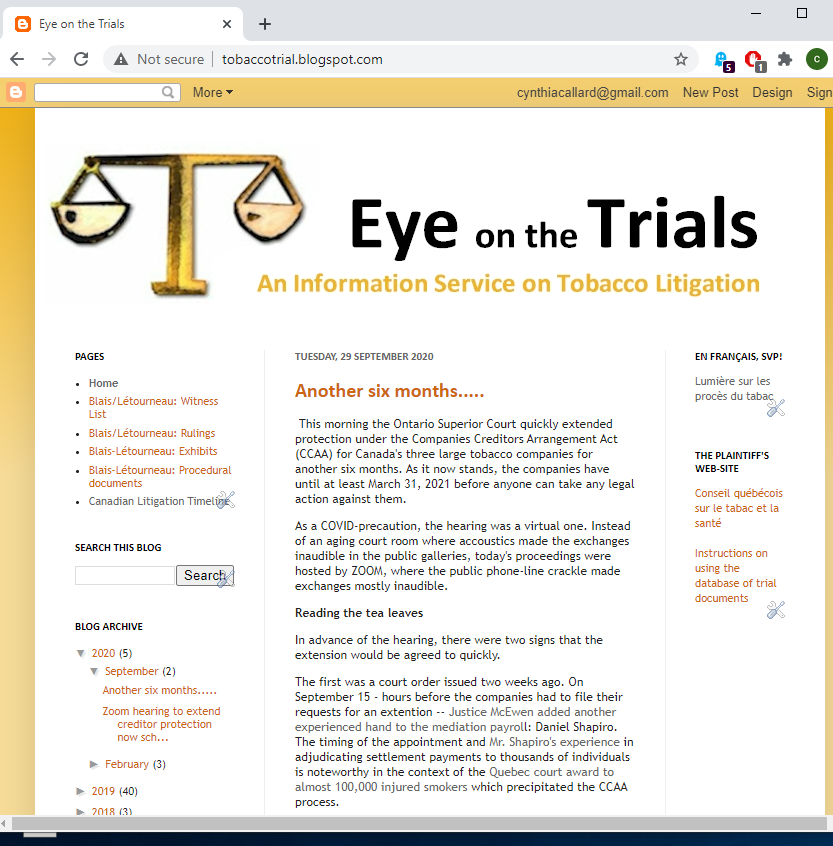 Eye on the Trials
Not secure | tobaccotrial.blogspot.com
5
1
c
More
cynthiacallard@gmail.com New Post Design Sign
Eye on the Trials
An Information Service on Tobacco Litigation
PAGES
Home
Blais/Létourneau: Witness
List
Blais/Létourneau: Rulings
Blais-Létourneau: Exhibits
Blais-Létourneau: Procedural
documents
Canadian Litigation Timeline
SEARCH THIS BLOG
Search
BLOG ARCHIVE
▼ 2020 (5)
▼ September (2)
Another six months.....
Zoom hearing to extend
creditor protection
now sch...
► February (3)
► 2019 (40)
► 2018 (3)
TUESDAY, 29 SEPTEMBER 2020
Another six months.....
This morning the Ontario Superior Court quickly extended
protection under the Companies Creditors Arrangement Act
(CCAA) for Canada's three large tobacco companies for
another six months. As it now stands, the companies have
until at least March 31, 2021 before anyone can take any legal
action against them.
As a COVID-precaution, the hearing was a virtual one. Instead
of an aging court room where accoustics made the exchanges
inaudible in the public galleries, today's proceedings were
hosted by ZOOM, where the public phone-line crackle made
exchanges mostly inaudible.
Reading the tea leaves
In advance of the hearing, there were two signs that the
extension would be agreed to quickly.
The first was a court order issued two weeks ago. On
September 15 - hours before the companies had to file their
requests for an extention -- Justice McEwen added another
experienced hand to the mediation payroll: Daniel Shapiro.
The timing of the appointment and Mr. Shapiro's experience in
adjudicating settlement payments to thousands of individuals
is noteworthy in the context of the Quebec court award to
almost 100,000 injured smokers which precipitated the CCAA
process.
EN FRANÇAIS, SVP!
Lumière sur les
procès du tabac
THE PLAINTIFF'S
WEB-SITE
Conseil québécois
sur le tabac et la
santé
Instructions on
using the
database of trial
documents